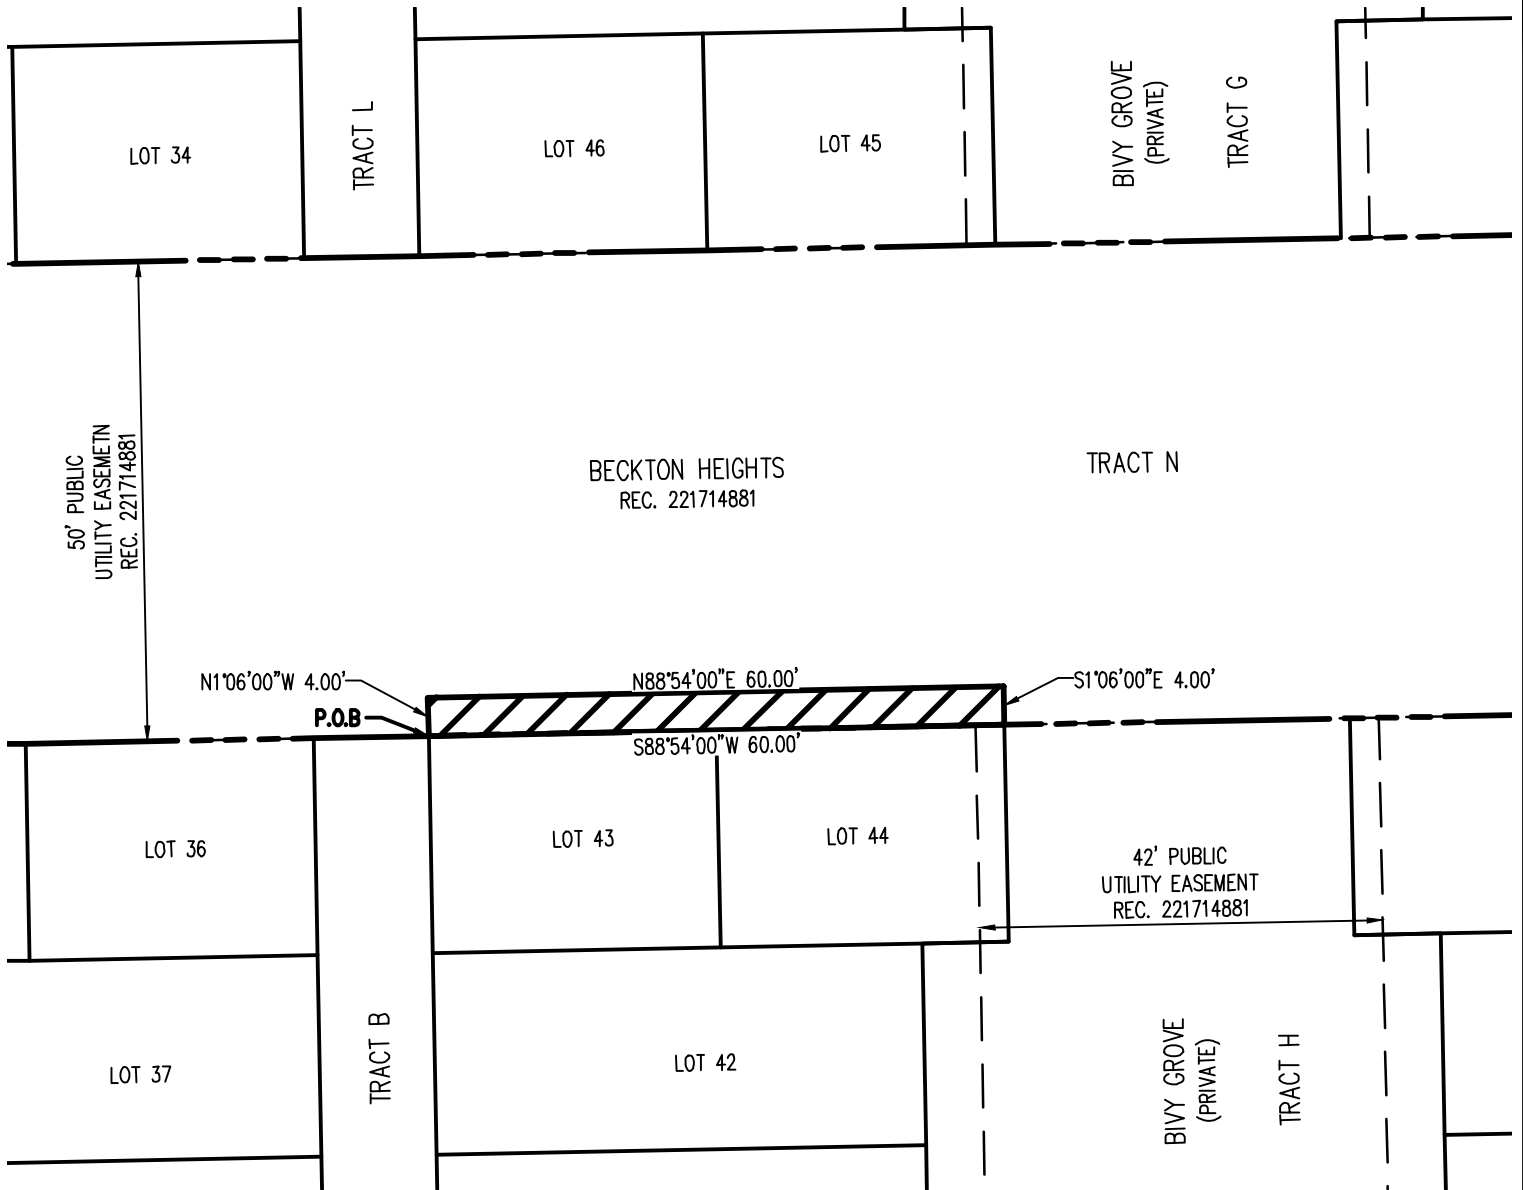 LOT 34
TRACT L
LOT 46
LOT 45
BIVY GROVE
(PRIVATE)
TRACT G
50' PUBLIC
UTILITY EASEMETN
REC. 221714881
BECKTON HEIGHTS
REC. 221714881
TRACT N
N1°06'00"W 4.00'
P.O.B
N88°54'00"E 60.00'
S1°06'00"E 4.00'
S88°54'00"W 60.00'
LOT 36
LOT 43
LOT 44
42' PUBLIC
UTILITY EASEMENT
REC. 221714881
LOT 37
TRACT B
LOT 42
BIVY GROVE
(PRIVATE)
TRACT H